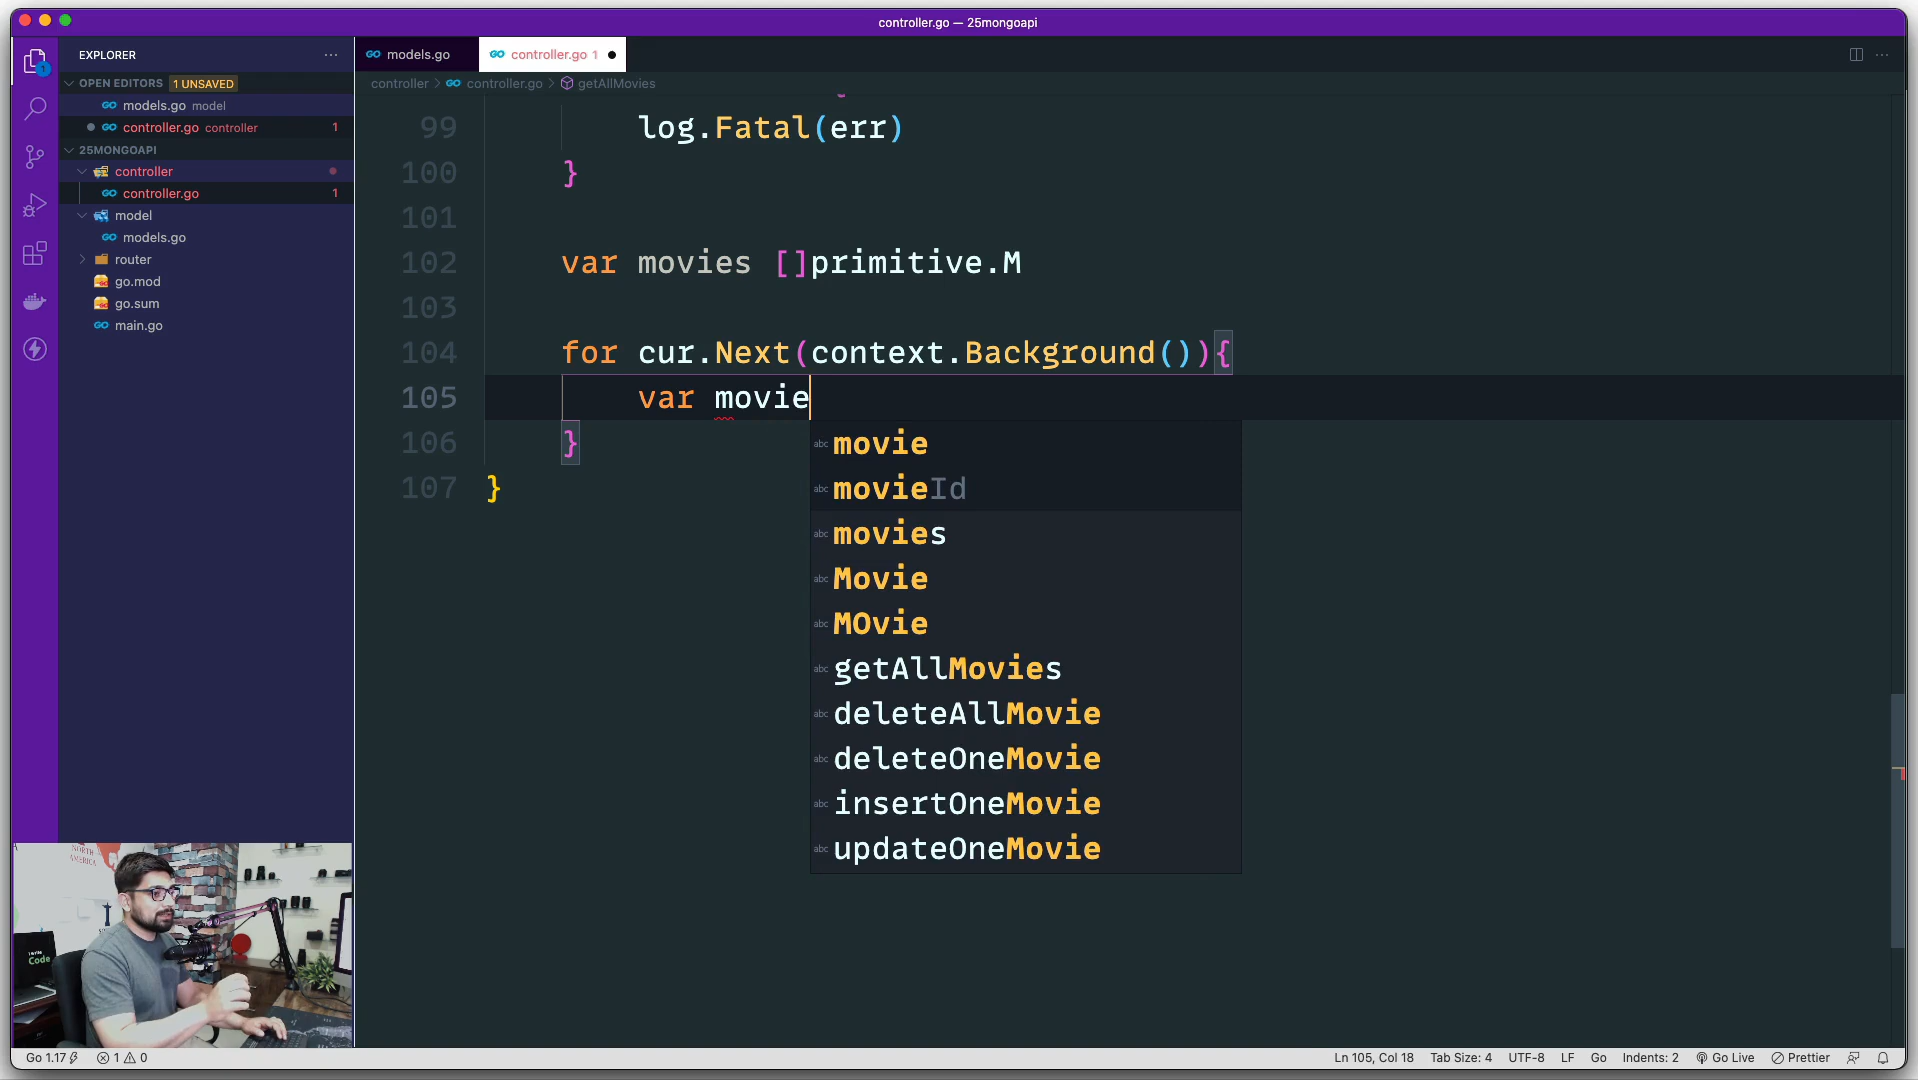 controller.go — 25mongoapi
EXPLORER
models.go
controller.go 1
OPEN EDITORS 1 UNSAVED
controller > controller.go > getAllMovies
models.go model
controller.go controller 1
25MONGOAPI
controller
controller.go 1
model
models.go
router
go.mod
go.sum
main.go
1
{
99 log.Fatal(err)
100 }
101
102 var movies []primitive.M
103
104 for cur.Next(context.Background()){
105 var movie
106 }
107 }
abc movie
abc movieId
abc movies
abc Movie
abc MOvie
abc getAllMovies
abc deleteAllMovie
abc deleteOneMovie
abc insertOneMovie
abc updateOneMovie
NORTH
AMERICA
I write
Code
Go 1.17 1 0 Ln 105, Col 18 Tab Size: 4 UTF-8 LF Go Indents: 2 Go Live Prettier